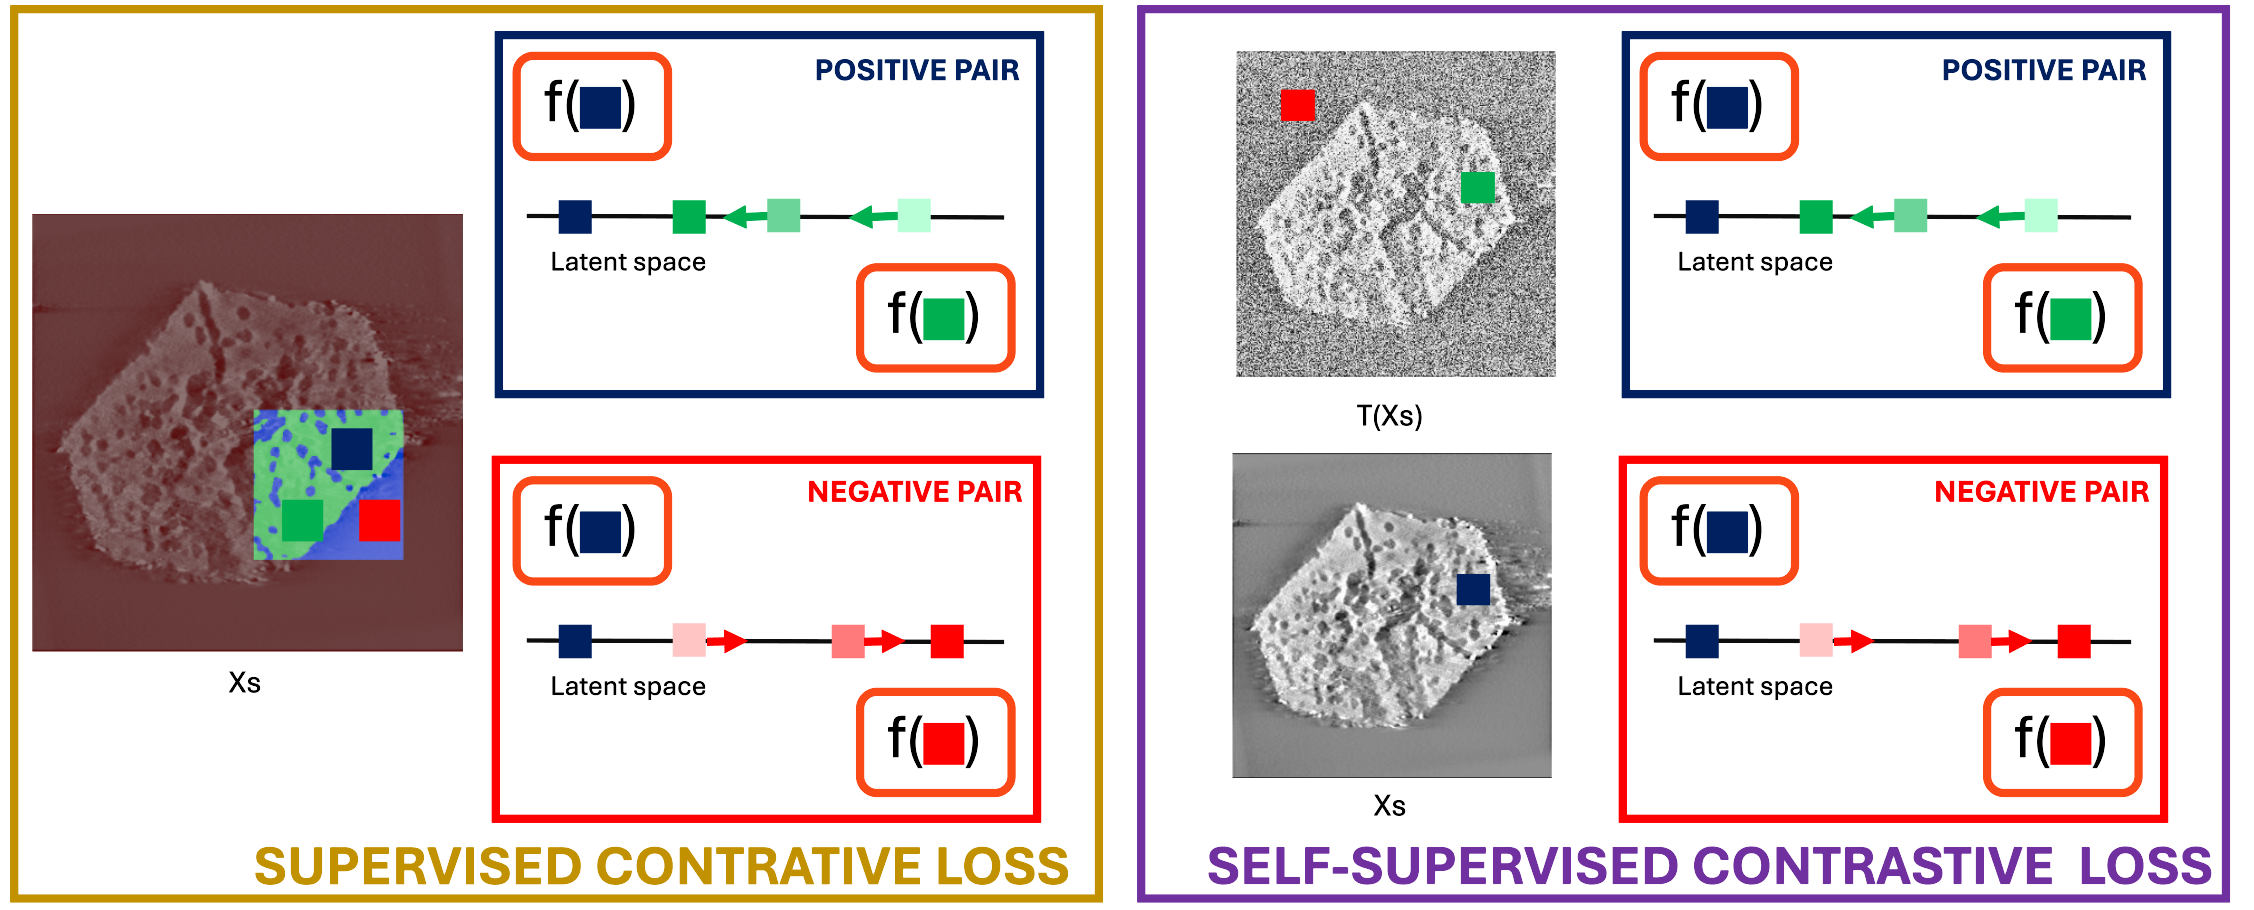 POSITIVE PAIR
f( )
Latent space
f( )
NEGATIVE PAIR
f( )
Latent space
f( )
Xs
SUPERVISED CONTRATIVE LOSS
T(Xs)
Xs
POSITIVE PAIR
f( )
Latent space
f( )
NEGATIVE PAIR
f( )
Latent space
f( )
SELF-SUPERVISED CONTRASTIVE LOSS